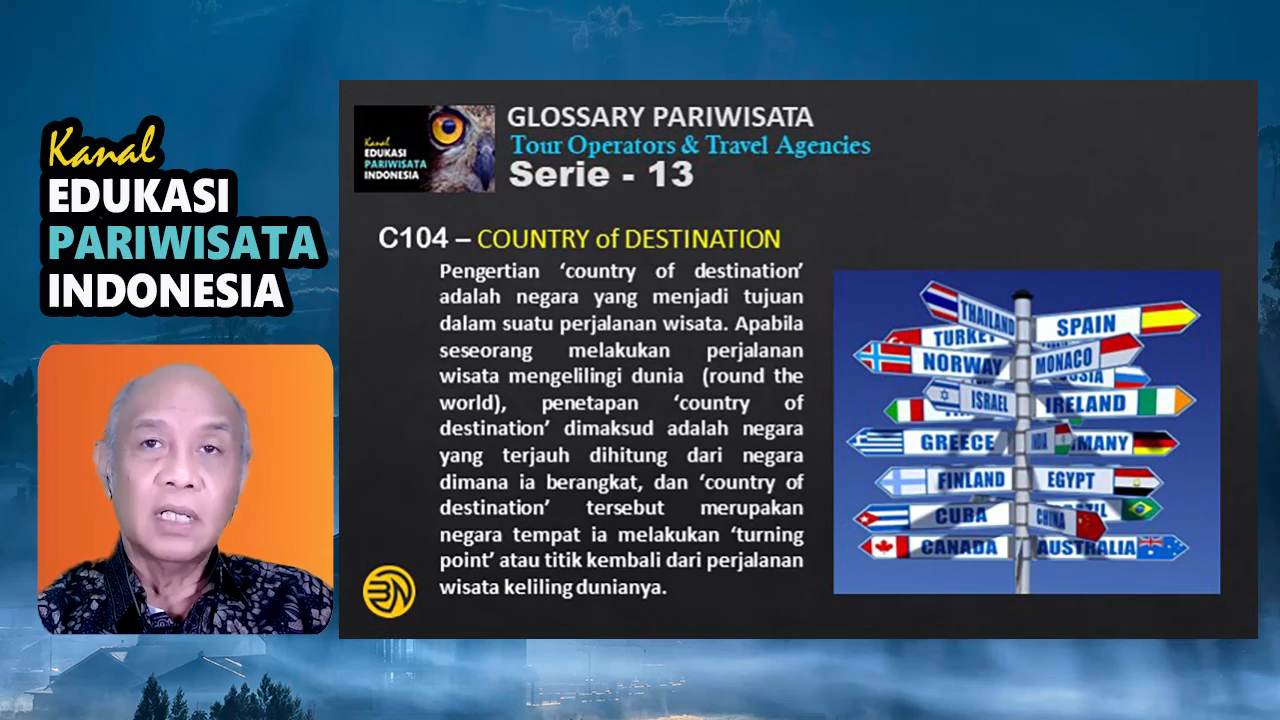 Kanal
EDUKASI
PARIWISATA
INDONESIA
Kanal
EDUKASI
PARIWISATA
INDONESIA
GLOSSARY PARIWISATA
Tour Operators & Travel Agencies
Serie - 13
C104 – COUNTRY of DESTINATION
Pengertian ‘country of destination’
adalah negara yang menjadi tujuan
dalam suatu perjalanan wisata. Apabila
seseorang melakukan perjalanan
wisata mengelilingi dunia (round the
world), penetapan ‘country of
destination’ dimaksud adalah negara
yang terjauh dihitung dari negara
dimana ia berangkat, dan ‘country of
destination’ tersebut merupakan
negara tempat ia melakukan ‘turning
point’ atau titik kembali dari perjalanan
wisata keliling dunianya.
BN
THAILAND
SPAIN
TURKEY
NORWAY
MONACO
ISRAEL
IRELAND
GREECE
INDIA
FINLAND
EGYPT
CUBA
CHINA
CANADA
AUSTRALIA